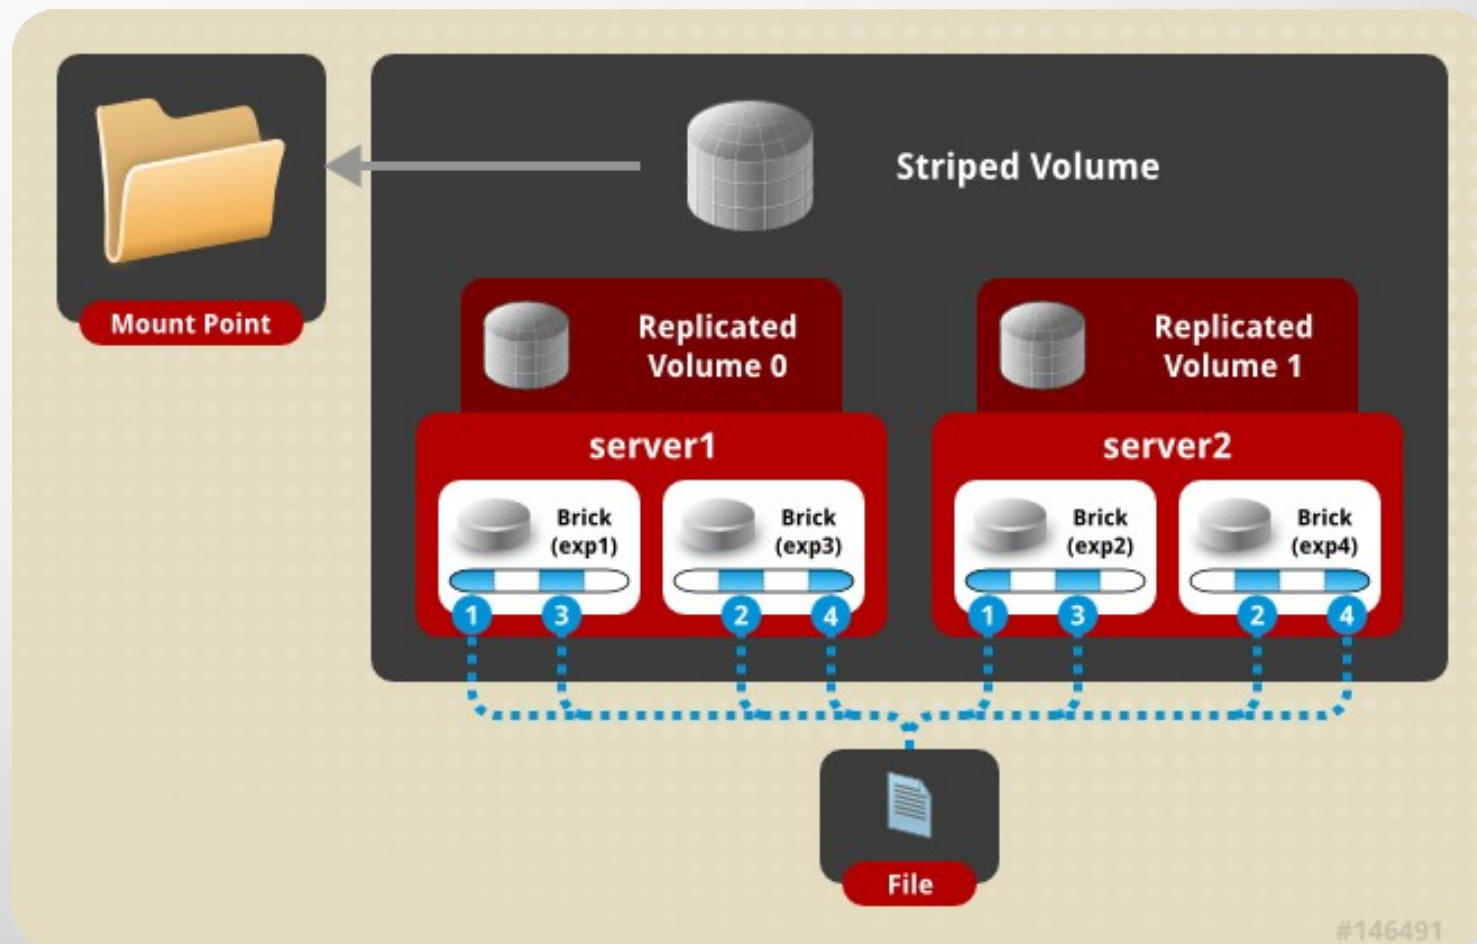 Striped Volume
Mount Point
Replicated
Volume 0
Replicated
Volume 1
server1
server2
Brick
(exp1)
Brick
(exp3)
Brick
(exp2)
Brick
(exp4)
1
3
2
4
1
3
2
4
File
#146491